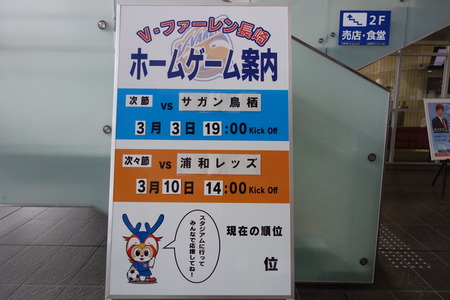 V・ファーレン長崎
ホームゲーム案内
次節 VS サガン鳥栖
3月 3日 19:00 Kick Off
次々節 VS 浦和レッズ
3月10日 14:00 Kick Off
スタジアムに行って
みんなで応援してね!
現在の順位
位
2F
売店・食堂